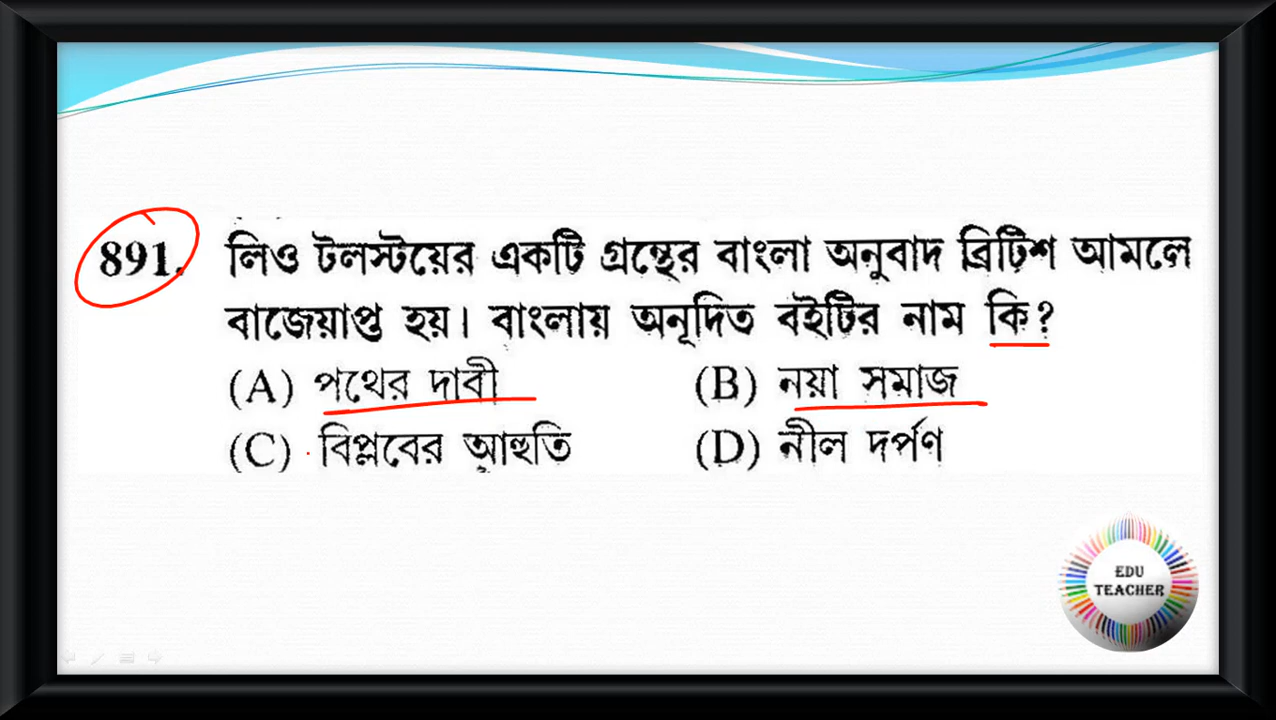 891. লিও টলস্টয়ের একটি গ্রন্থের বাংলা অনুবাদ ব্রিটিশ আমলে
বাজেয়াপ্ত হয়। বাংলায় অনূদিত বইটির নাম কি?
(A) পথের দাবী (B) নয়া সমাজ
(C) বিপ্লবের আহুতি (D) নীল দর্পণ
EDU
TEACHER